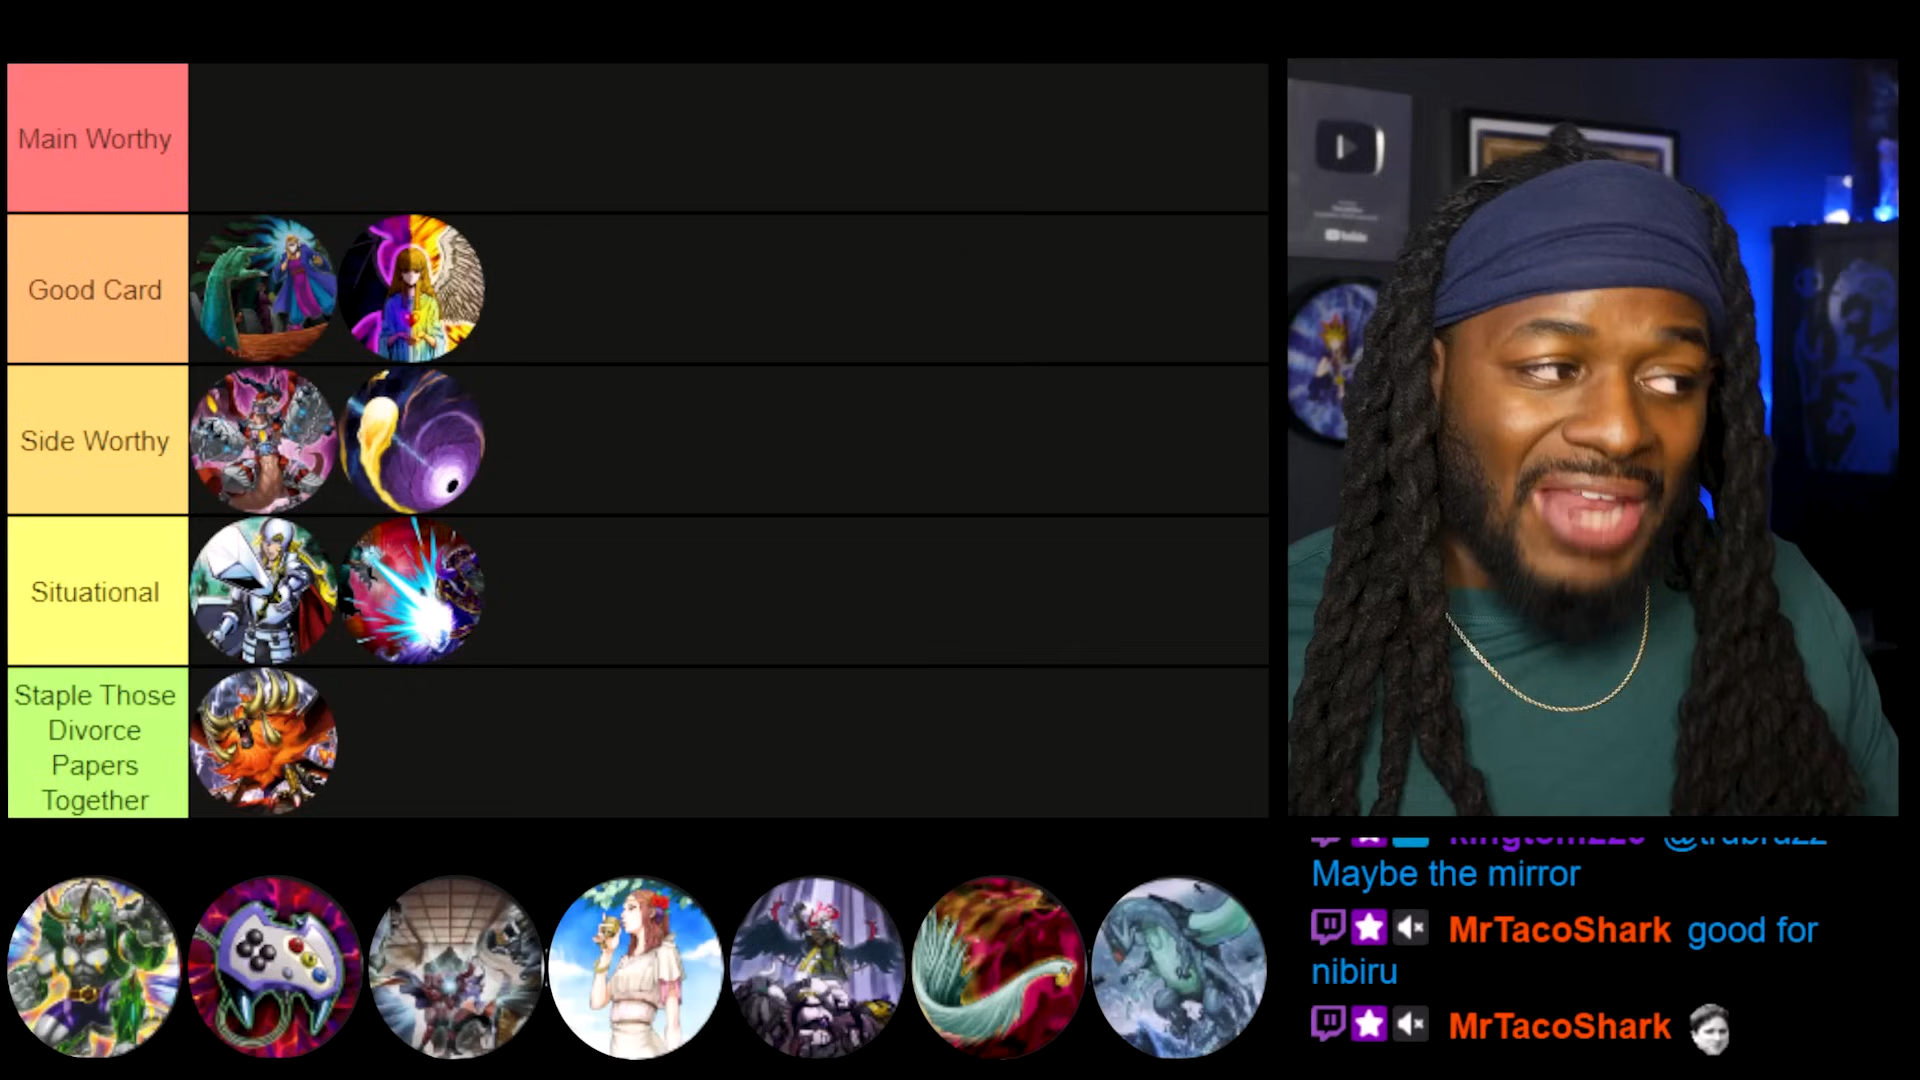 Main Worthy
Good Card
Side Worthy
Situational
Staple Those
Divorce
Papers
Together
Maybe the mirror
MrTacoShark good for
nibiru
MrTacoShark